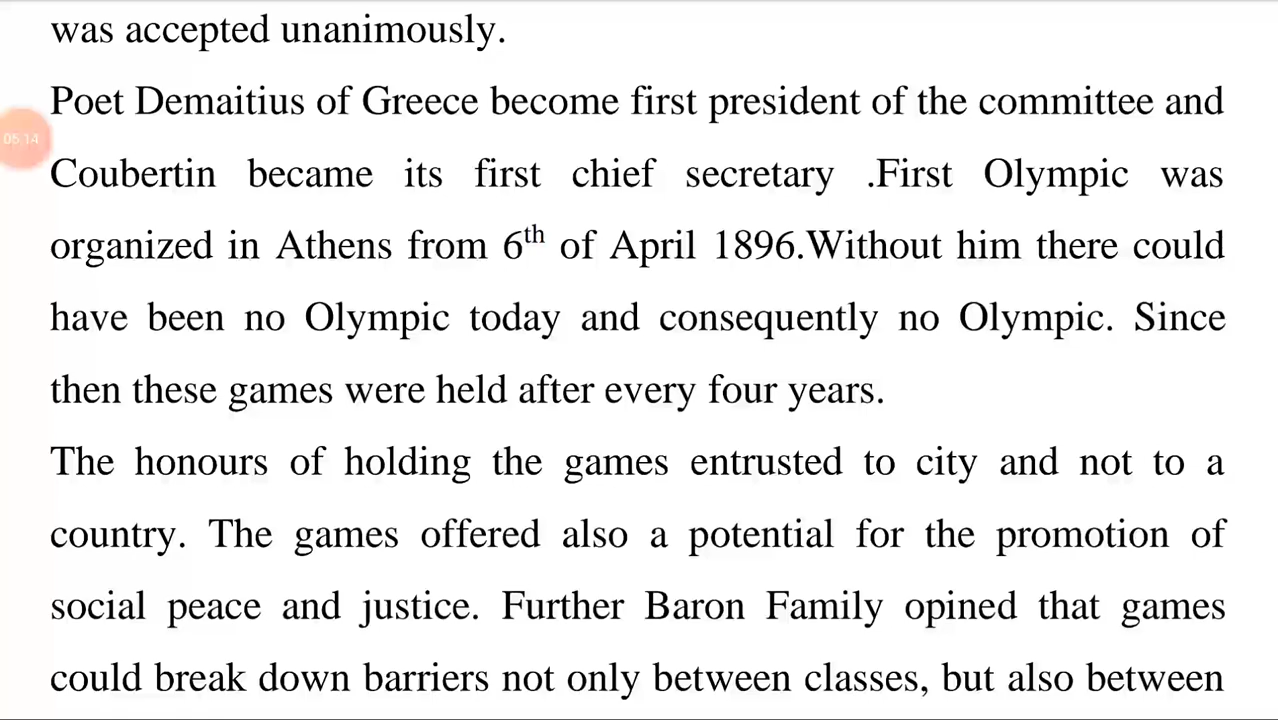 was accepted unanimously.
Poet Demaitius of Greece become first president of the committee and
05:14
Coubertin became its first chief secretary .First Olympic was
organized in Athens from 6th of April 1896.Without him there could
have been no Olympic today and consequently no Olympic. Since
then these games were held after every four years.
The honours of holding the games entrusted to city and not to a
country. The games offered also a potential for the promotion of
social peace and justice. Further Baron Family opined that games
could break down barriers not only between classes, but also between